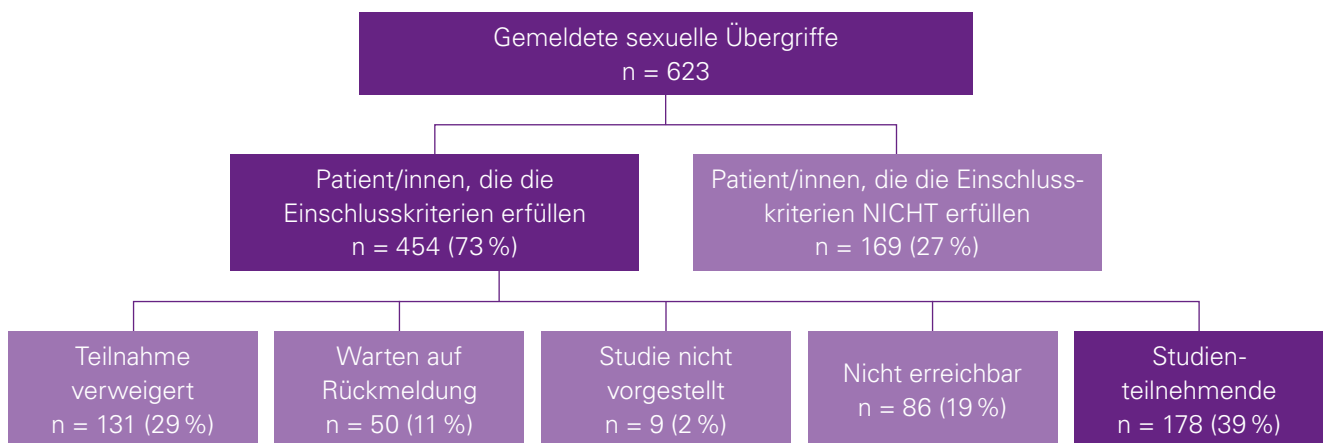 Gemeldete sexuelle Übergriffe
n = 623
Patient/innen, die die
Einschlusskriterien erfüllen
n = 454 (73 %)
Patient/innen, die die Einschluss-
kriterien NICHT erfüllen
n = 169 (27 %)
Teilnahme
verweigert
n = 131 (29 %)
Warten auf
Rückmeldung
n = 50 (11 %)
Studie nicht
vorgestellt
n = 9 (2 %)
Nicht erreichbar
n = 86 (19 %)
Studien-
teilnehmende
n = 178 (39 %)